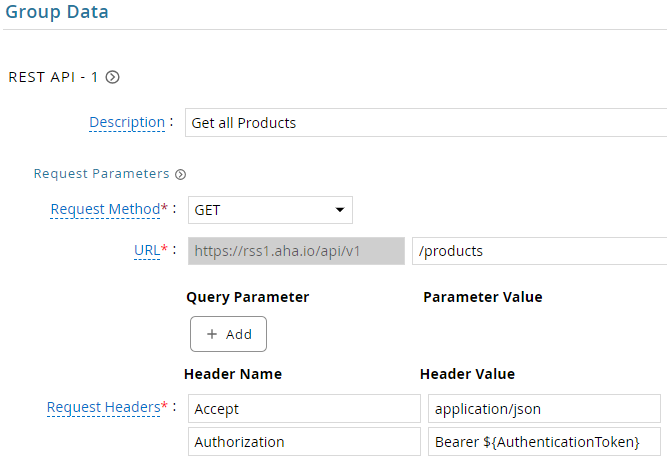 Group Data
REST API - 1
Description : Get all Products
Request Parameters
Request Method* : GET
URL* : https://rss1.aha.io/api/v1 /products
Query Parameter Parameter Value
+ Add
Header Name Header Value
Request Headers* : Accept application/json
Authorization Bearer ${AuthenticationToken}